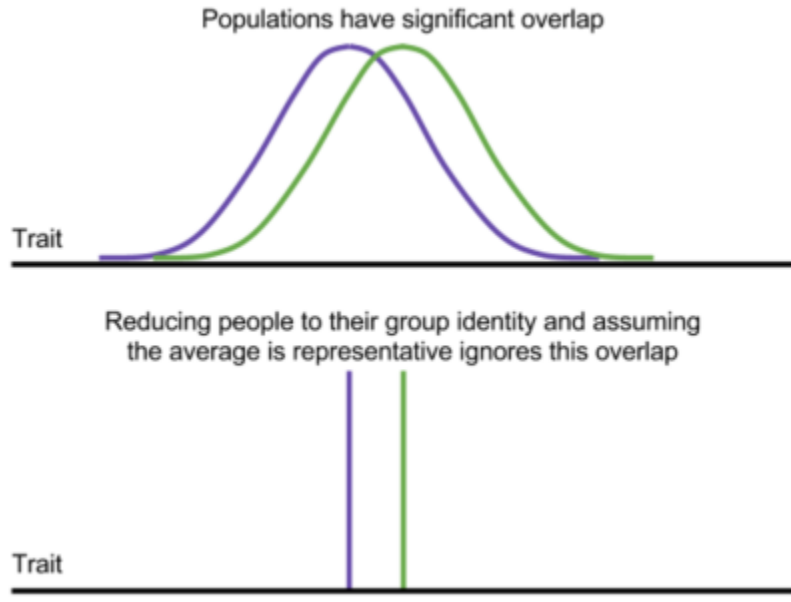 Populations have significant overlap
Trait
Reducing people to their group identity and assuming
the average is representative ignores this overlap
Trait